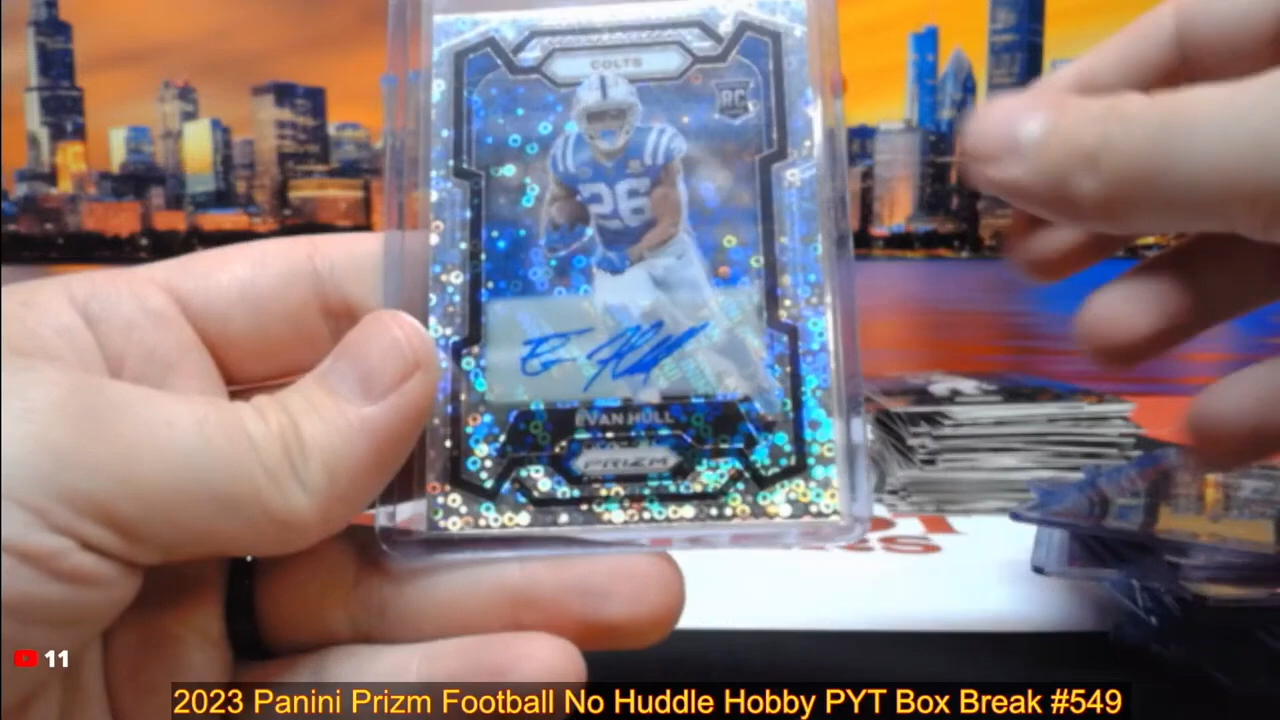 COLTS
RC
26
EVAN HULL
PRIZM
11
2023 Panini Prizm Football No Huddle Hobby PYT Box Break #549